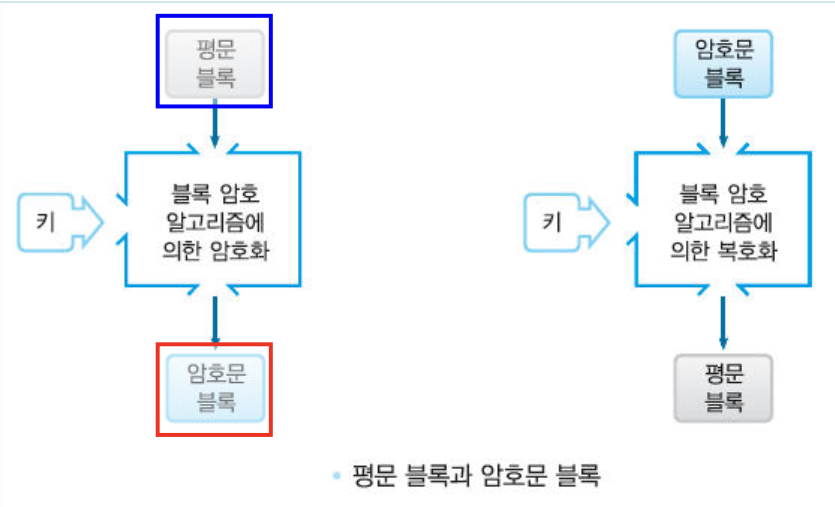 평문
블록
키
블록 암호
알고리즘에
의한 암호화
암호문
블록
암호문
블록
키
블록 암호
알고리즘에
의한 복호화
평문
블록
• 평문 블록과 암호문 블록